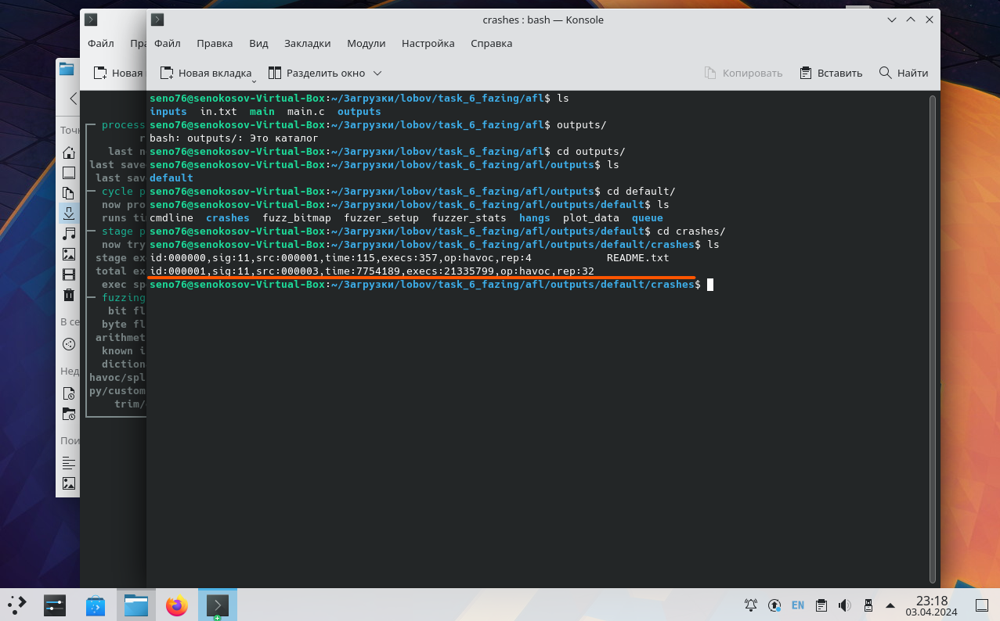 crashes : bash — Konsole
Файл Правка Вид Закладки Модули Настройка Справка
Новая вкладка Разделить окно Копировать Вставить Найти
seno76@senokosov-Virtual-Box:~/Загрузки/lobov/task_6_fazing/afl$ ls
inputs in.txt main main.c outputs
seno76@senokosov-Virtual-Box:~/Загрузки/lobov/task_6_fazing/afl$ outputs/
bash: outputs/: Это каталог
seno76@senokosov-Virtual-Box:~/Загрузки/lobov/task_6_fazing/afl$ cd outputs/
seno76@senokosov-Virtual-Box:~/Загрузки/lobov/task_6_fazing/afl/outputs$ ls
default
seno76@senokosov-Virtual-Box:~/Загрузки/lobov/task_6_fazing/afl/outputs$ cd default/
seno76@senokosov-Virtual-Box:~/Загрузки/lobov/task_6_fazing/afl/outputs/default$ ls
cmdline crashes fuzz_bitmap fuzzer_setup fuzzer_stats hangs plot_data queue
seno76@senokosov-Virtual-Box:~/Загрузки/lobov/task_6_fazing/afl/outputs/default$ cd crashes/
seno76@senokosov-Virtual-Box:~/Загрузки/lobov/task_6_fazing/afl/outputs/default/crashes$ ls
id:000000,sig:11,src:000001,time:115,execs:357,op:havoc,rep:4 README.txt
id:000001,sig:11,src:000003,time:7754189,execs:21335799,op:havoc,rep:32
seno76@senokosov-Virtual-Box:~/Загрузки/lobov/task_6_fazing/afl/outputs/default/crashes$
Файл Пра
Новая
process
r
last n
last save
last sav
cycle p
now pro
runs ti
stage p
now try
stage ex
total ex
exec sp
fuzzing
bit fl
byte fl
arithmet
known i
diction
havoc/spl
py/custom
trim/
Точк
В се
Нед
Пои
EN
23:18
03.04.2024